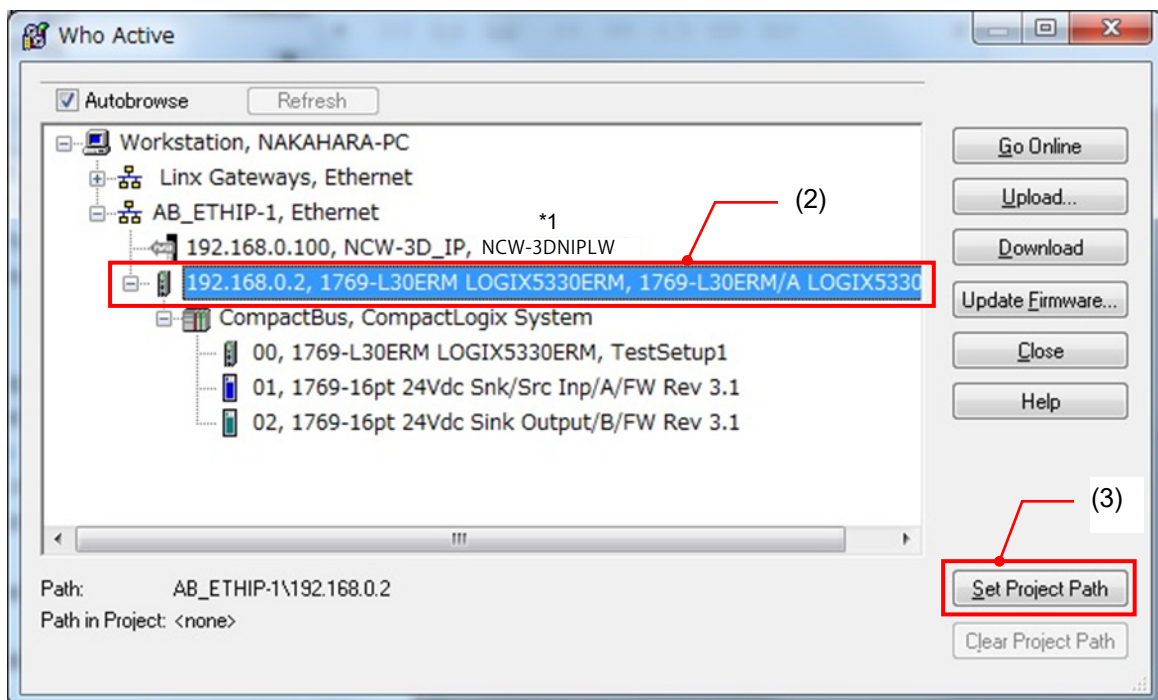 Who Active
Autobrowse
Refresh
Workstation, NAKAHARA-PC
Go Online
Linx Gateways, Ethernet
Upload...
(2)
AB_ETHIP-1, Ethernet
*1
192.168.0.100, NCW-3D_IP, NCW-3DNIPLW
Download
192.168.0.2, 1769-L30ERM LOGIX5330ERM, 1769-L30ERM/A LOGIX5330
Update Firmware...
CompactBus, CompactLogix System
00, 1769-L30ERM LOGIX5330ERM, TestSetup1
Close
01, 1769-16pt 24Vdc Snk/Src Inp/A/FW Rev 3.1
Help
02, 1769-16pt 24Vdc Sink Output/B/FW Rev 3.1
(3)
Path: AB_ETHIP-1\192.168.0.2
Set Project Path
Path in Project: <none>
Clear Project Path